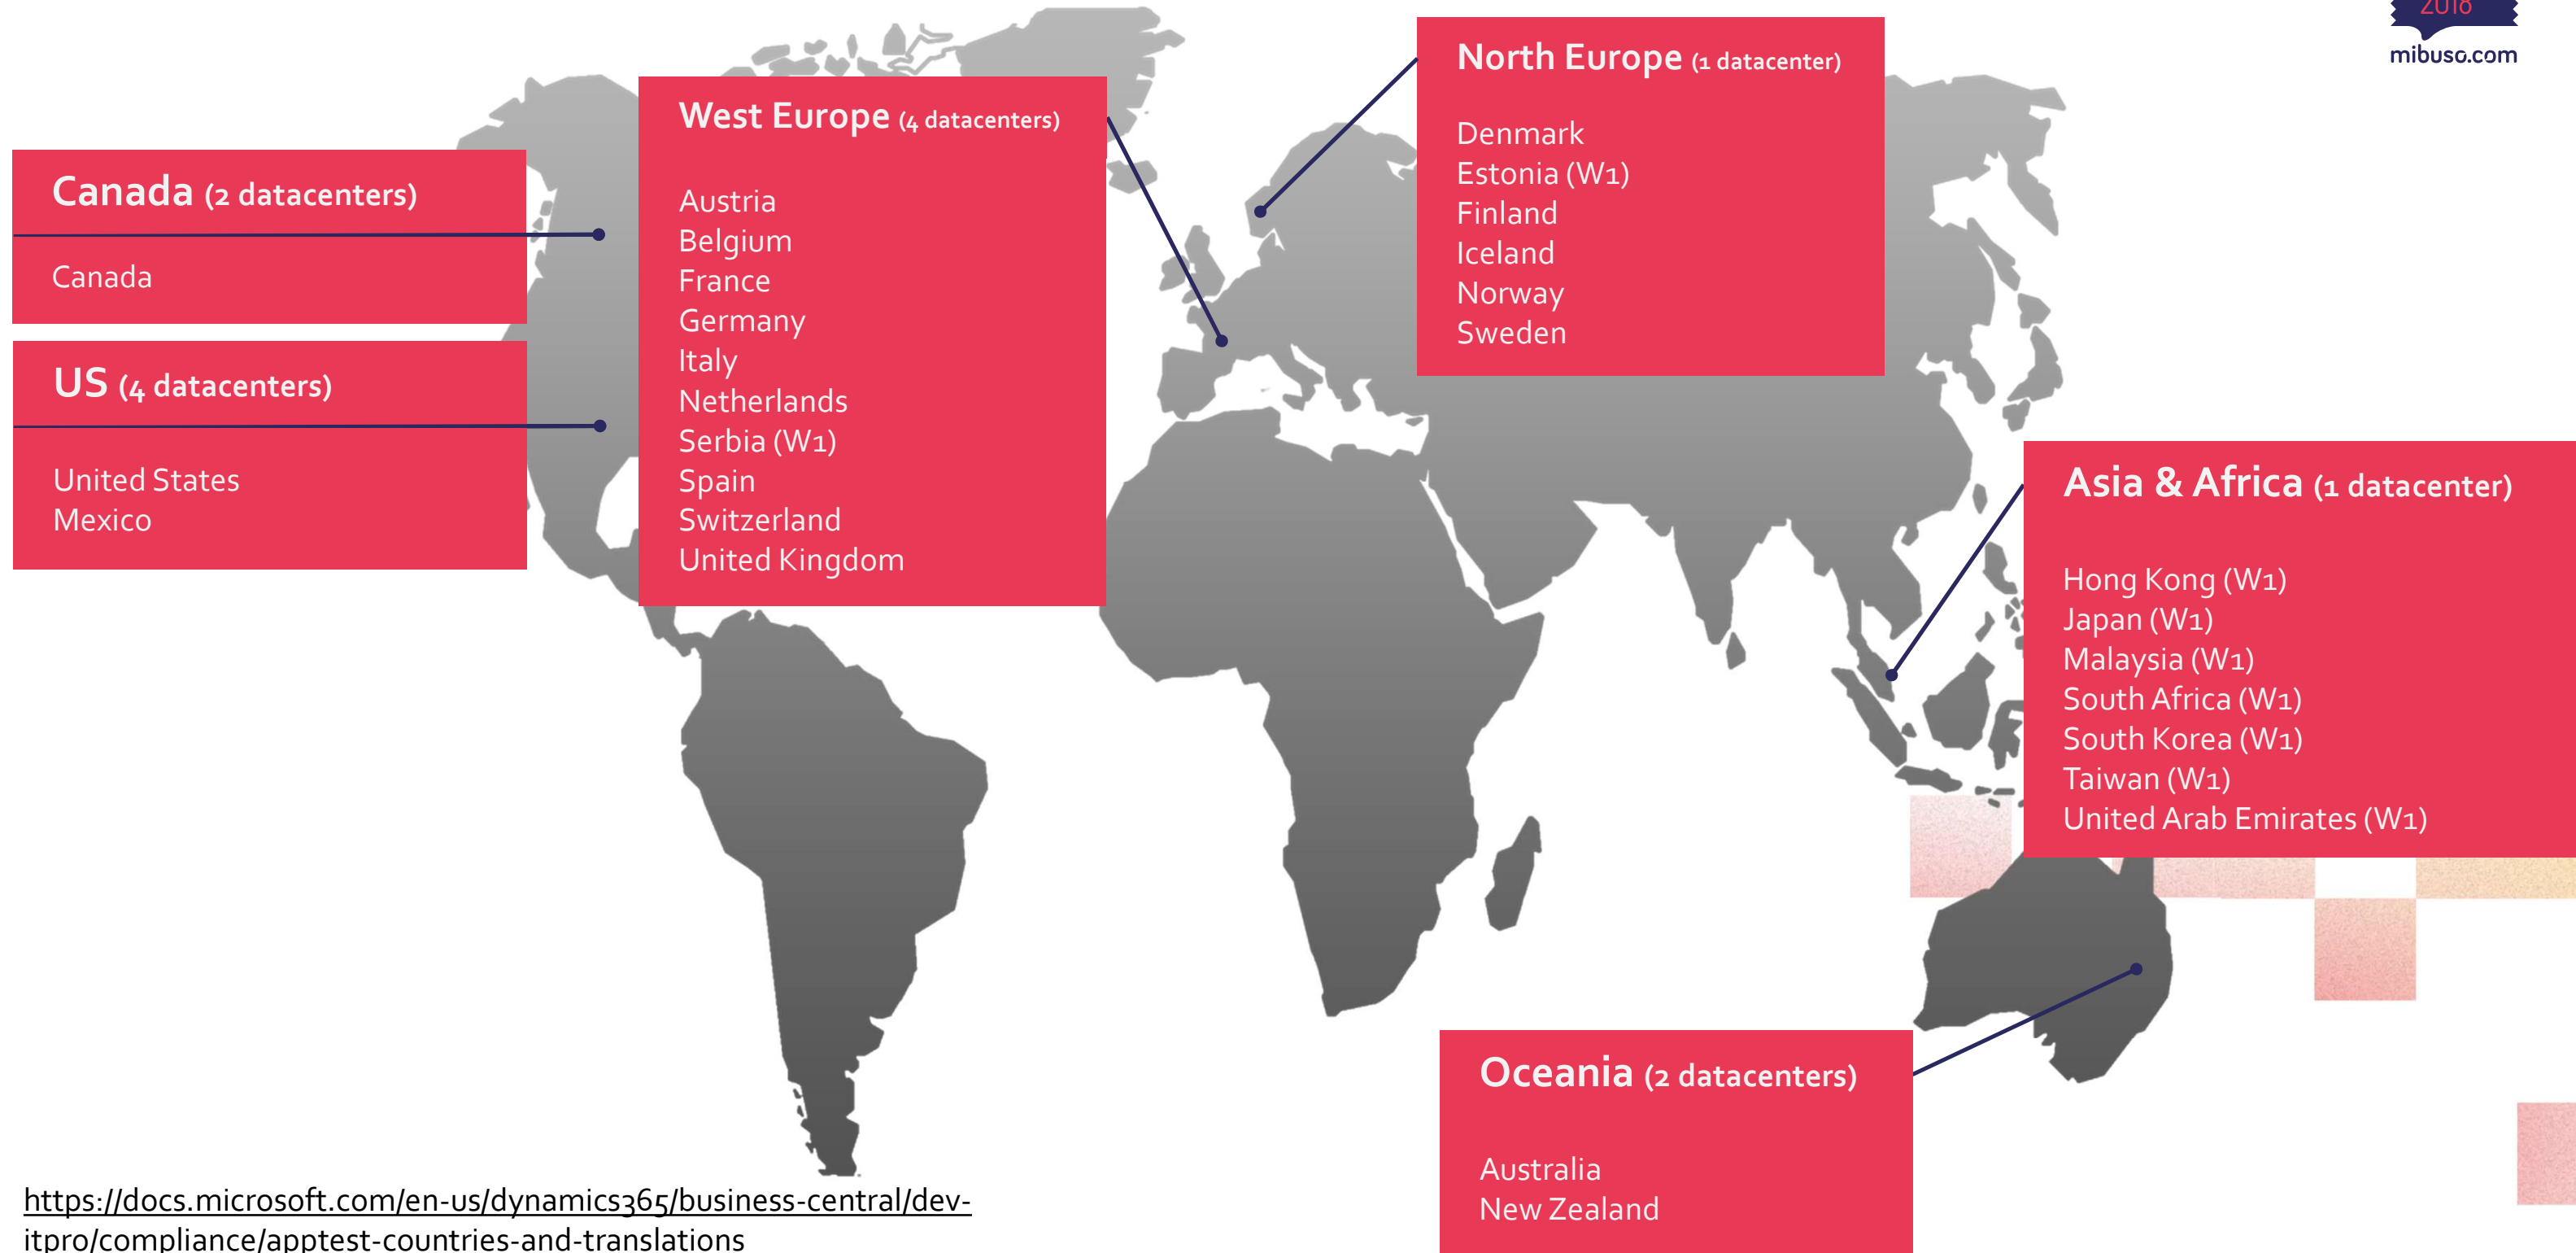 2018
mibuso.com
North Europe (1 datacenter)
Denmark
Estonia (W1)
Finland
Iceland
Norway
Sweden
West Europe (4 datacenters)
Austria
Belgium
France
Germany
Italy
Netherlands
Serbia (W1)
Spain
Switzerland
United Kingdom
Canada (2 datacenters)
Canada
US (4 datacenters)
United States
Mexico
Asia & Africa (1 datacenter)
Hong Kong (W1)
Japan (W1)
Malaysia (W1)
South Africa (W1)
South Korea (W1)
Taiwan (W1)
United Arab Emirates (W1)
Oceania (2 datacenters)
Australia
New Zealand
https://docs.microsoft.com/en-us/dynamics365/business-central/dev-
itpro/compliance/apptest-countries-and-translations